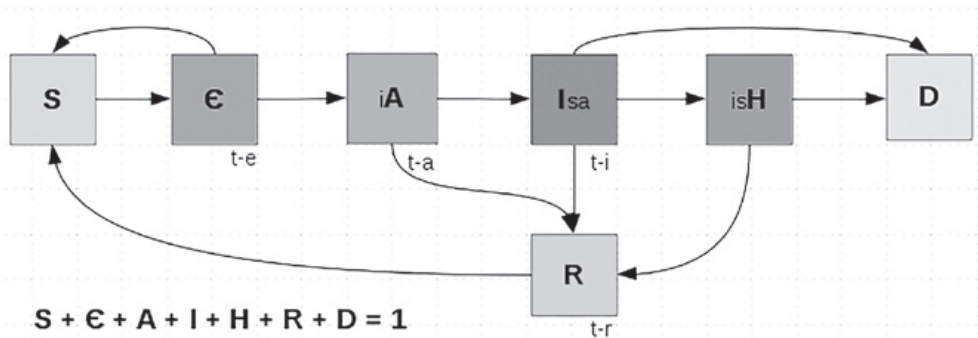 S
Є
iA
Isa
isH
D
t-e
t-a
t-i
R
S + Є + A + I + H + R + D = 1
t-r